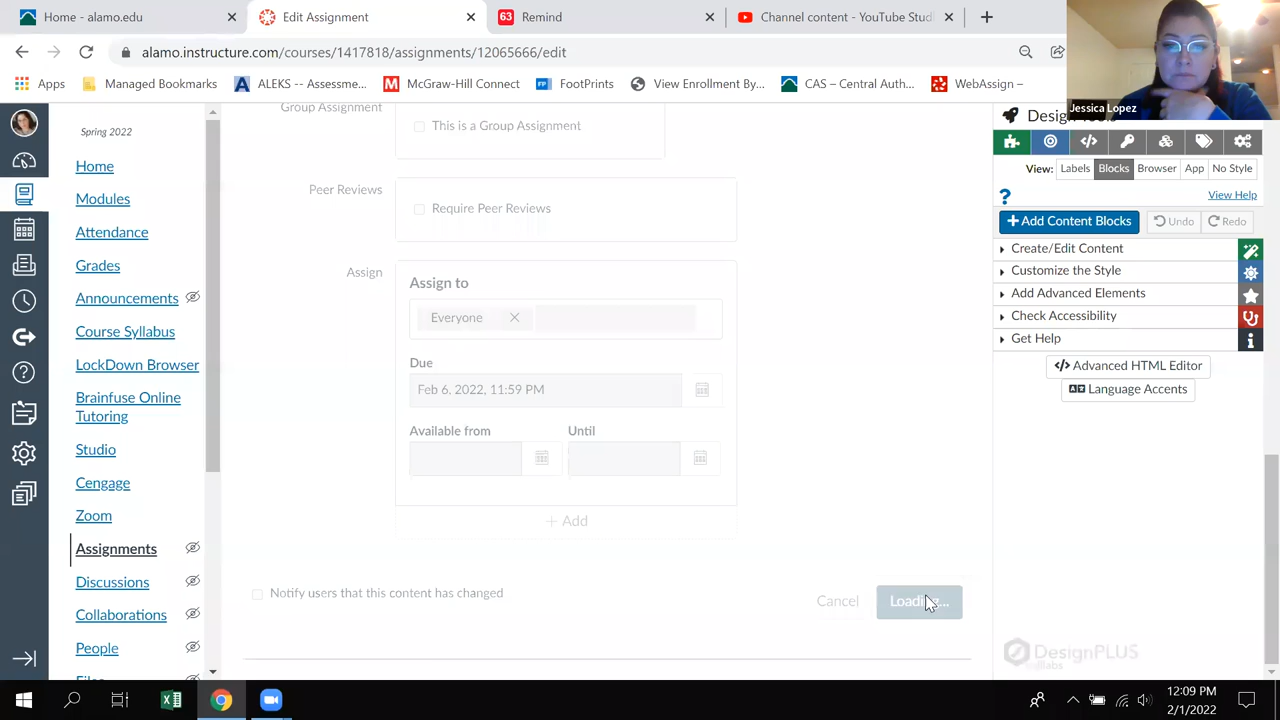 Home - alamo.edu
Edit Assignment
63 Remind
Channel content - YouTube Stud
alamo.instructure.com/courses/1417818/assignments/12065666/edit
Apps
Managed Bookmarks
ALEKS -- Assessme...
McGraw-Hill Connect
FootPrints
View Enrollment By...
CAS – Central Auth...
WebAssign –
Jessica Lopez
Spring 2022
Home
Modules
Attendance
Grades
Announcements
Course Syllabus
LockDown Browser
Brainfuse Online
Tutoring
Studio
Cengage
Zoom
Assignments
Discussions
Collaborations
People
Group Assignment
This is a Group Assignment
Peer Reviews
Require Peer Reviews
Assign
Assign to
Everyone
Due
Feb 6, 2022, 11:59 PM
Available from
Until
+ Add
Notify users that this content has changed
Cancel
View:
Labels
Blocks
Browser
App
No Style
View Help
+ Add Content Blocks
Undo
Redo
Create/Edit Content
Customize the Style
Add Advanced Elements
Check Accessibility
Get Help
</> Advanced HTML Editor
Language Accents
DesignPLUS
12:09 PM
2/1/2022